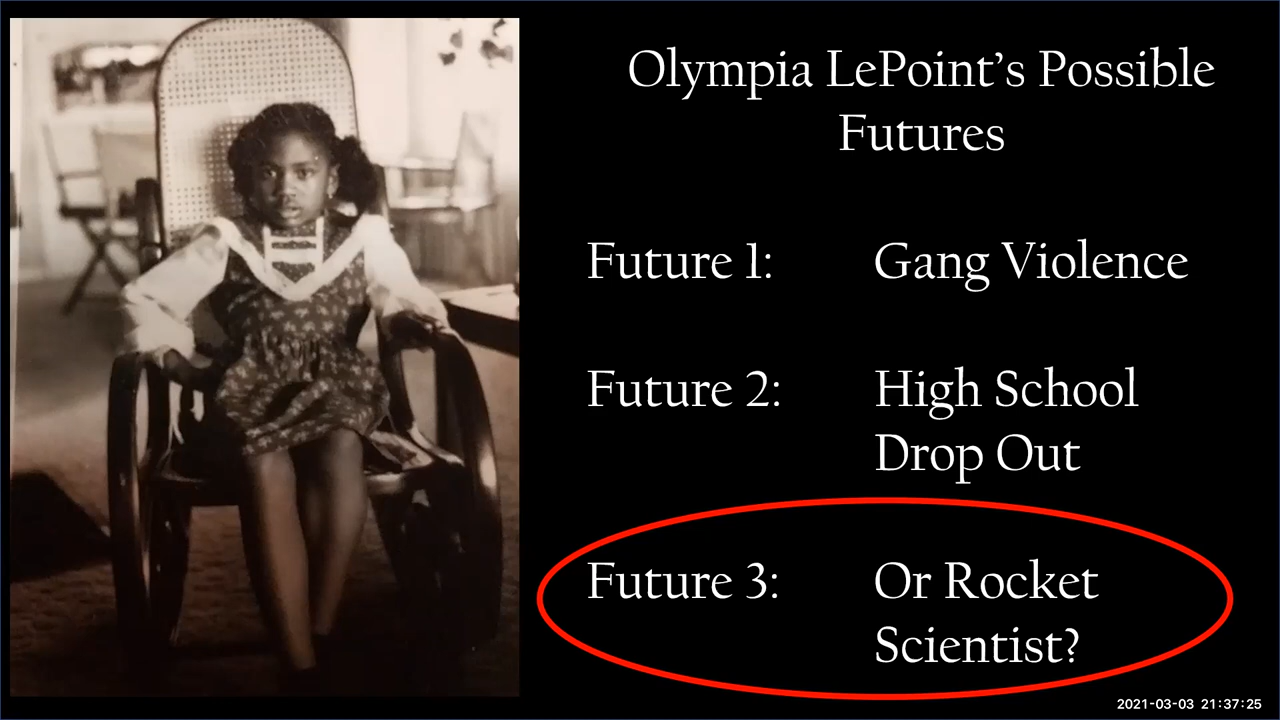 Olympia LePoint’s Possible
Futures
Future 1: Gang Violence
Future 2: High School
Drop Out
Future 3: Or Rocket
Scientist?
2021-03-03 21:37:25